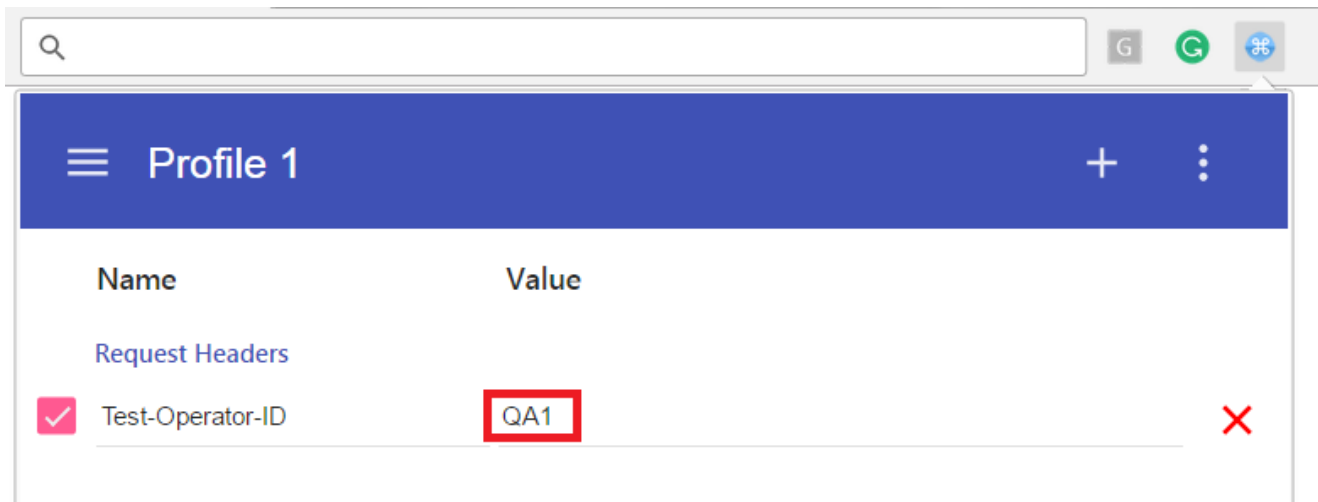 G G ⌘
Profile 1
Name Value
Request Headers
Test-Operator-ID QA1